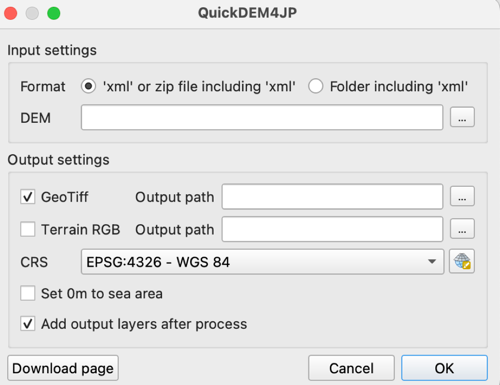 QuickDEM4JP
Input settings
Format 'xml' or zip file including 'xml' Folder including 'xml'
DEM ...
Output settings
GeoTiff Output path ...
Terrain RGB Output path ...
CRS EPSG:4326 - WGS 84
Set 0m to sea area
Add output layers after process
Download page Cancel OK